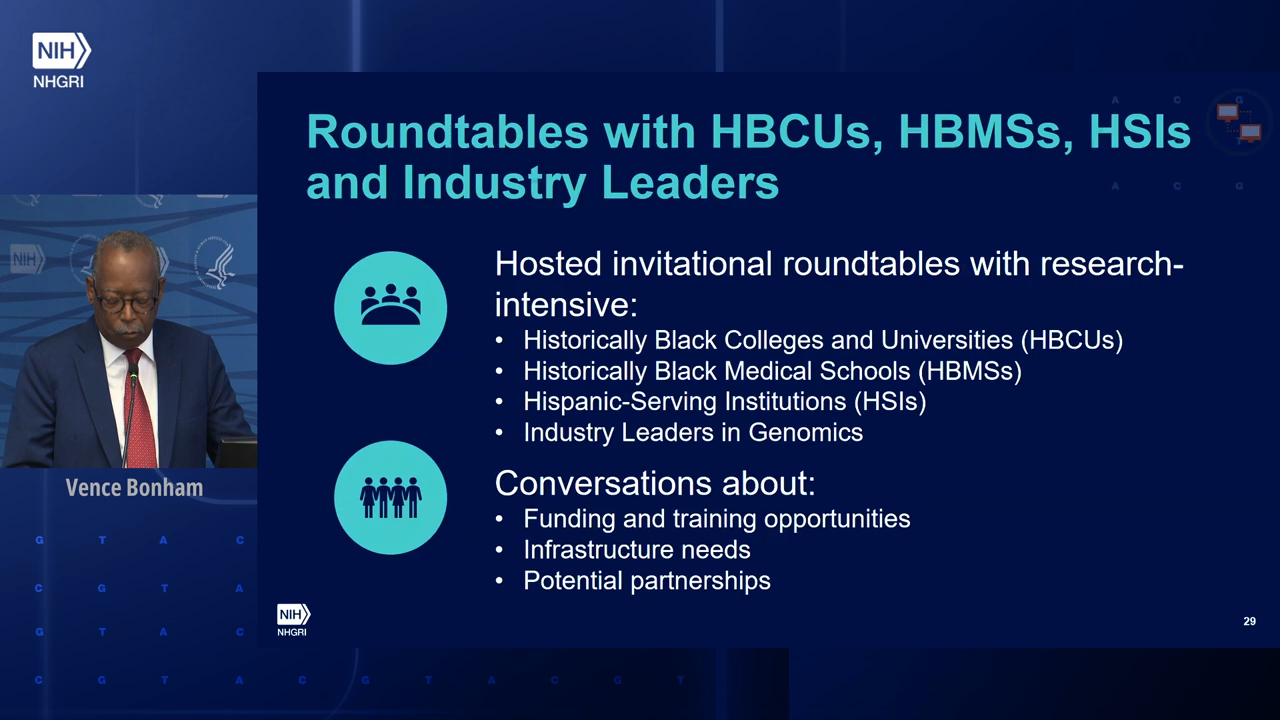 NIH
NHGRI
A C G
Roundtables with HBCUs, HBMSs, HSIs
and Industry Leaders
A C G
NIH
Hosted invitational roundtables with research-
intensive:
• Historically Black Colleges and Universities (HBCUs)
• Historically Black Medical Schools (HBMSs)
• Hispanic-Serving Institutions (HSIs)
• Industry Leaders in Genomics
Vence Bonham
Conversations about:
• Funding and training opportunities
• Infrastructure needs
• Potential partnerships
G T A C
C G T A
NIH
NHGRI
29
G T A C
C G T A C G T A C G T